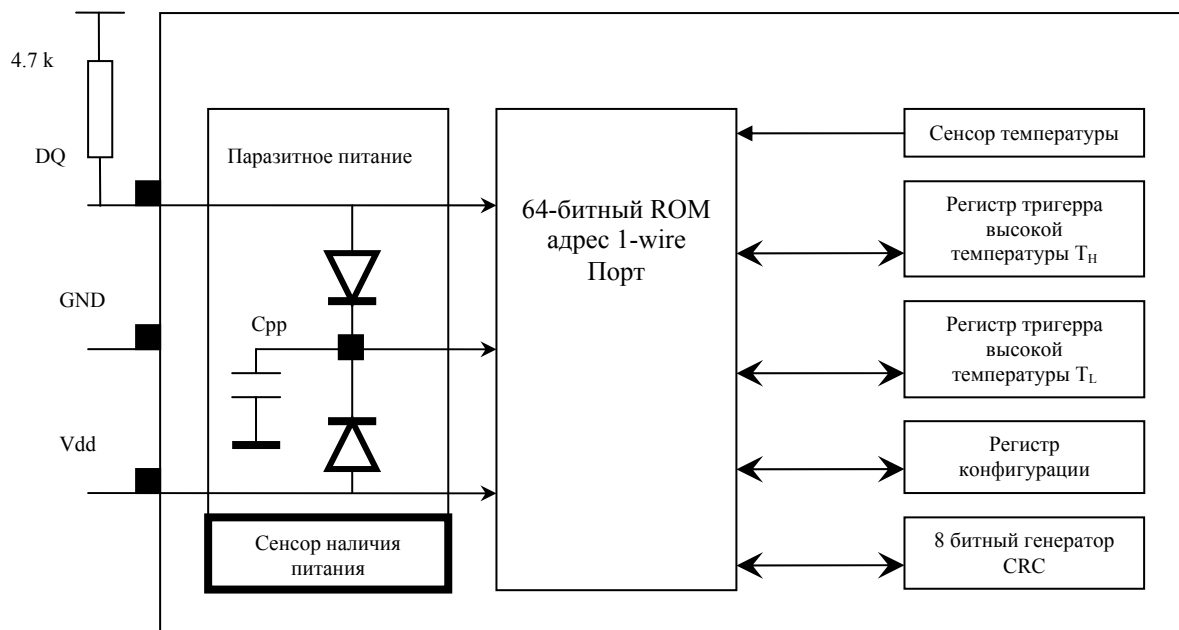 4.7 k
DQ
GND
Vdd
Паразитное питание
Cpp
Сенсор наличия
питания
64-битный ROM
адрес 1-wire
Порт
Сенсор температуры
Регистр тригерра
высокой
температуры TH
Регистр тригерра
высокой
температуры TL
Регистр
конфигурации
8 битный генератор
CRC